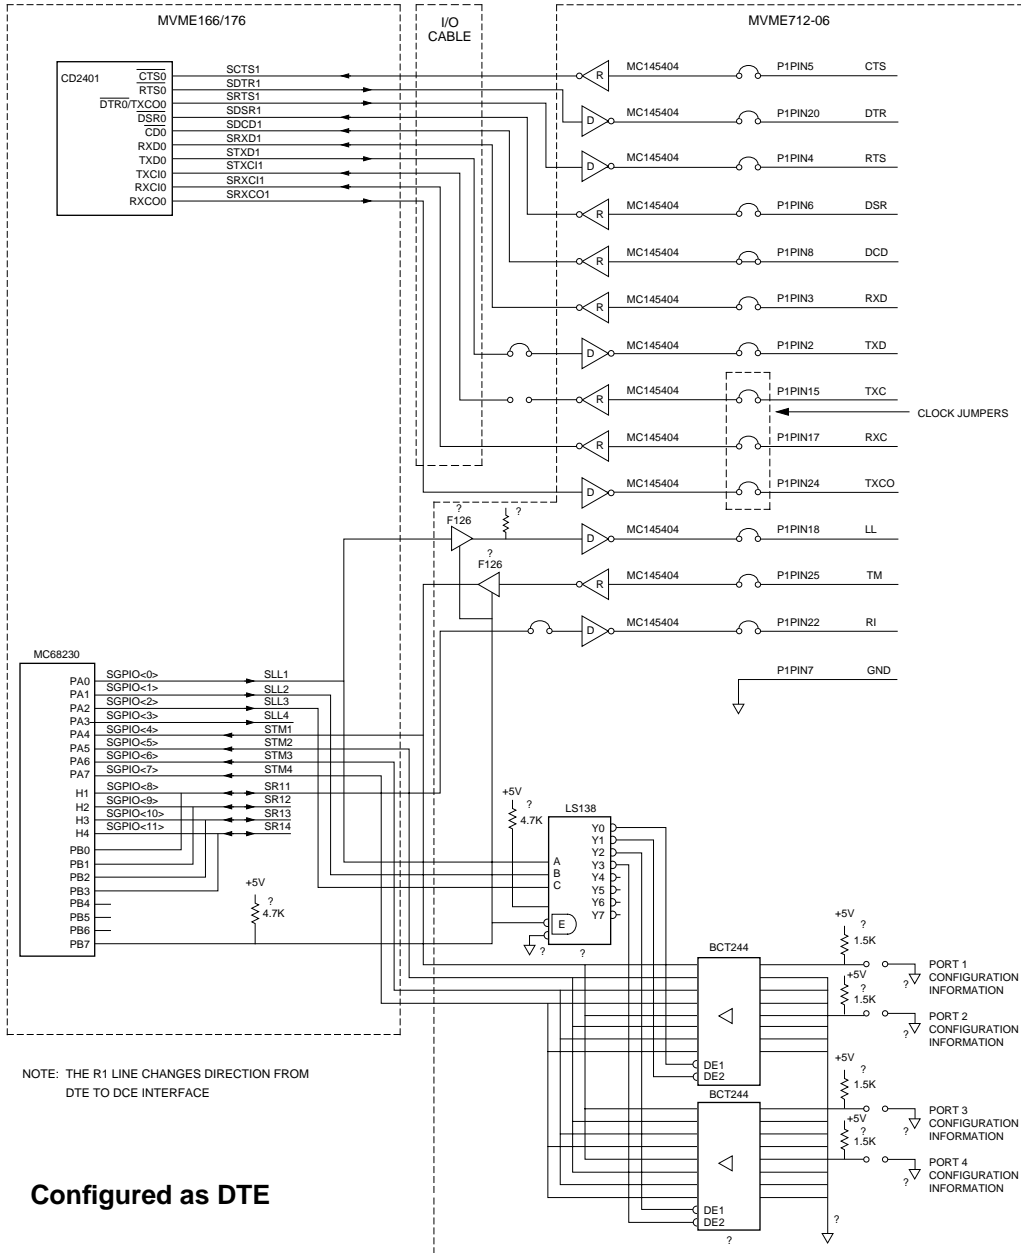 MVME166/176
I/O
CABLE
MVME712-06
CD2401
CTS0
RTS0
DTR0/TXCO0
DSR0
CD0
RXD0
TXD0
TXCI0
RXCI0
RXCO0
SCTS1
SDTR1
SRTS1
SDSR1
SDCD1
SRXD1
STXD1
STXCI1
SRXCI1
SRXCO1
R MC145404 P1PIN5 CTS
D MC145404 P1PIN20 DTR
D MC145404 P1PIN4 RTS
R MC145404 P1PIN6 DSR
R MC145404 P1PIN8 DCD
R MC145404 P1PIN3 RXD
D MC145404 P1PIN2 TXD
R MC145404 P1PIN15 TXC
CLOCK JUMPERS
R MC145404 P1PIN17 RXC
D MC145404 P1PIN24 TXCO
? ?
F126
D MC145404 P1PIN18 LL
?
F126
R MC145404 P1PIN25 TM
D MC145404 P1PIN22 RI
P1PIN7 GND
MC68230
PA0 SGPIO<0> SLL1
PA1 SGPIO<1> SLL2
PA2 SGPIO<2> SLL3
PA3 SGPIO<3> SLL4
PA4 SGPIO<4> STM1
PA5 SGPIO<5> STM2
PA6 SGPIO<6> STM3
PA7 SGPIO<7> STM4
H1 SGPIO<8> SR11
H2 SGPIO<9> SR12
H3 SGPIO<10> SR13
H4 SGPIO<11> SR14
PB0
PB1
PB2
PB3
PB4
PB5
PB6
PB7
+5V
?
4.7K
+5V
?
4.7K
LS138
Y0
Y1
Y2
Y3
Y4
Y5
Y6
Y7
A
B
C
E
? ?
BCT244
DE1
DE2
BCT244
DE1
DE2
?
+5V
?
1.5K
?
PORT 1
CONFIGURATION
INFORMATION
+5V
?
1.5K
?
PORT 2
CONFIGURATION
INFORMATION
+5V
?
1.5K
?
PORT 3
CONFIGURATION
INFORMATION
+5V
?
1.5K
?
PORT 4
CONFIGURATION
INFORMATION
?
NOTE: THE R1 LINE CHANGES DIRECTION FROM
DTE TO DCE INTERFACE
Configured as DTE